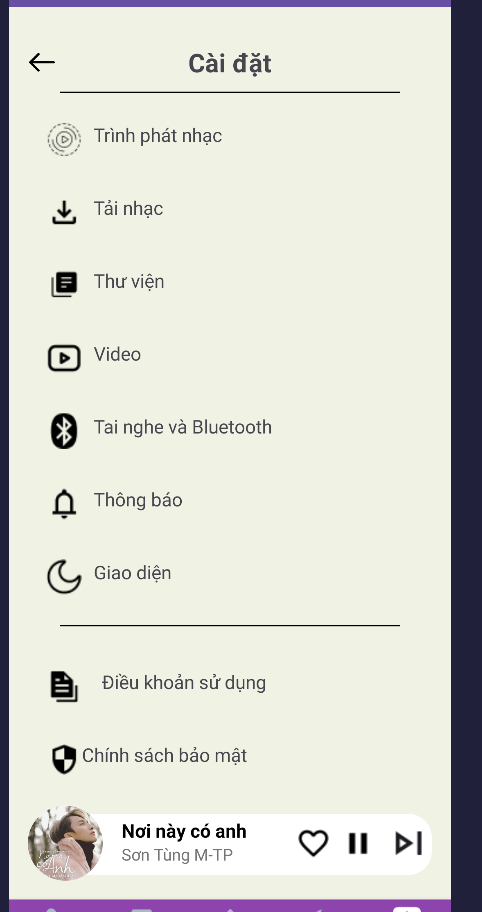 Cài đặt
Trình phát nhạc
Tải nhạc
Thư viện
Video
Tai nghe và Bluetooth
Thông báo
Giao diện
Điều khoản sử dụng
Chính sách bảo mật
Nơi này có anh
Sơn Tùng M-TP
Anh